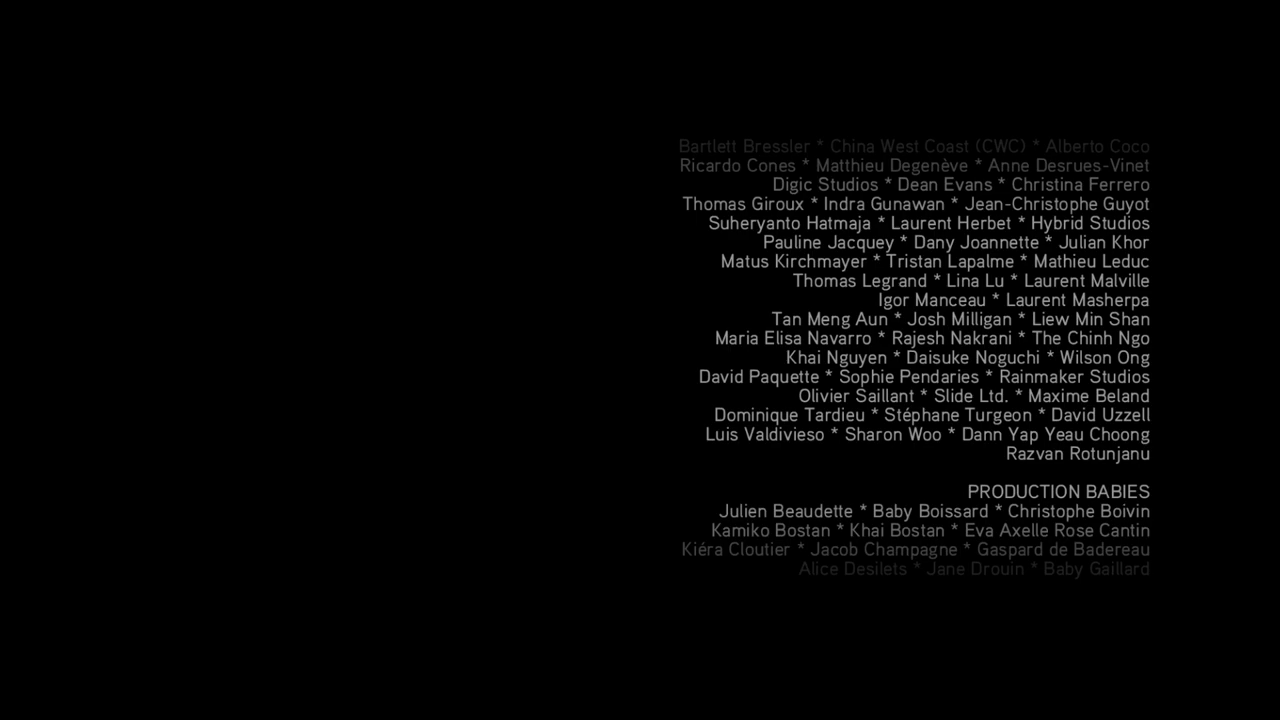 Bartlett Bressler * China West Coast (CWC) * Alberto Coco
Ricardo Cones * Matthieu Degenève * Anne Desrues-Vinet
Digic Studios * Dean Evans * Christina Ferrero
Thomas Giroux * Indra Gunawan * Jean-Christophe Guyot
Suheryanto Hatmaja * Laurent Herbet * Hybrid Studios
Pauline Jacquey * Dany Joannette * Julian Khor
Matus Kirchmayer * Tristan Lapalme * Mathieu Leduc
Thomas Legrand * Lina Lu * Laurent Malville
Igor Manceau * Laurent Masherpa
Tan Meng Aun * Josh Milligan * Liew Min Shan
Maria Elisa Navarro * Rajesh Nakrani * The Chinh Ngo
Khai Nguyen * Daisuke Noguchi * Wilson Ong
David Paquette * Sophie Pendaries * Rainmaker Studios
Olivier Saillant * Slide Ltd. * Maxime Beland
Dominique Tardieu * Stéphane Turgeon * David Uzzell
Luis Valdivieso * Sharon Woo * Dann Yap Yeau Choong
Razvan Rotunjanu
PRODUCTION BABIES
Julien Beaudette * Baby Boissard * Christophe Boivin
Kamiko Bostan * Khai Bostan * Eva Axelle Rose Cantin
Kiéra Cloutier * Jacob Champagne * Gaspard de Badereau
Alice Desilets * Jane Drouin * Baby Gaillard